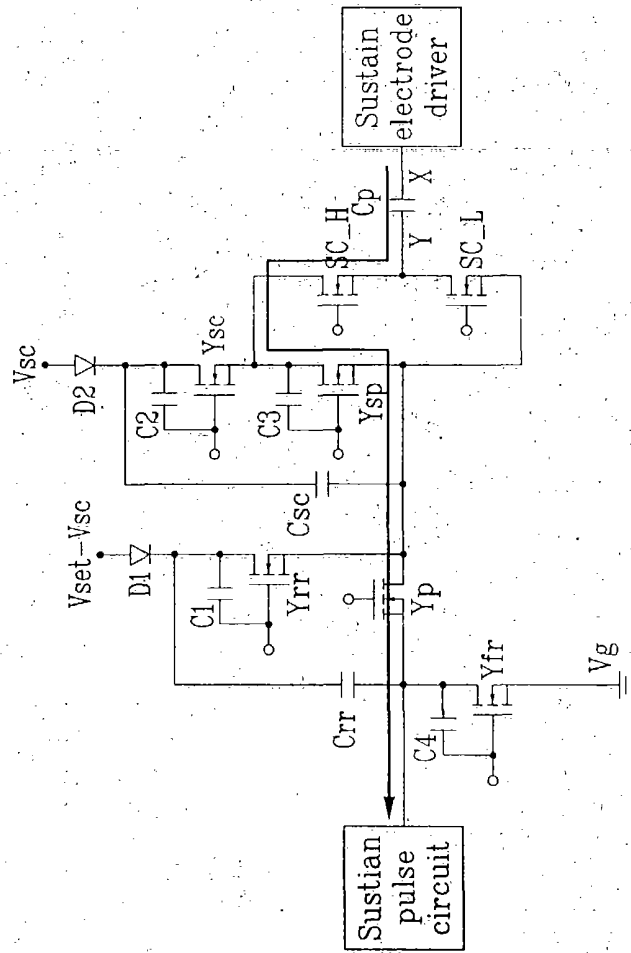 Vsc
Vset-Vsc
D2
D1
C2
Ysc
C3
Ysp
Csc
C1
Yrr
Crr
Yp
C4
Yfr
Vg
SC_H
SC_L
Cp
Y
X
Sustian
pulse
circuit
Sustain
electrode
driver